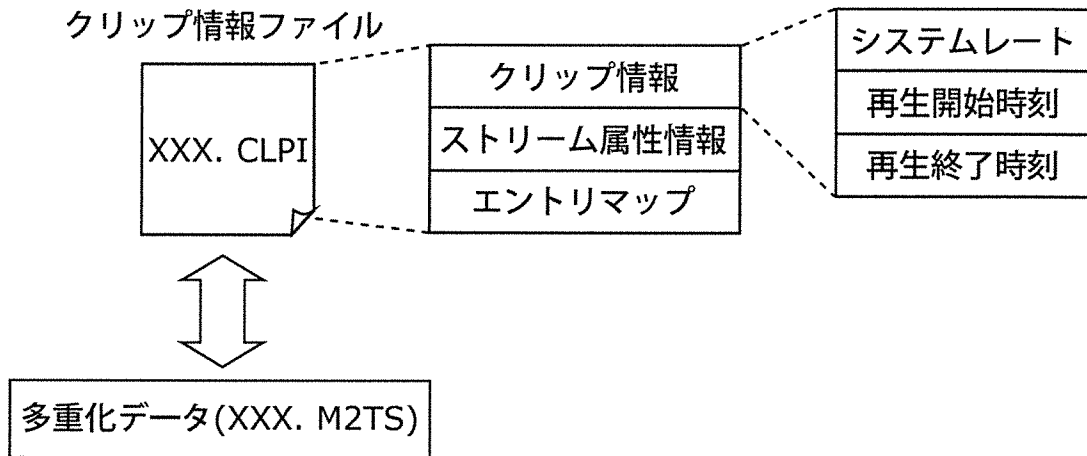 クリップ情報ファイル
XXX. CLPI
クリップ情報
ストリーム属性情報
エントリマップ
システムレート
再生開始時刻
再生終了時刻
多重化データ(XXX. M2TS)